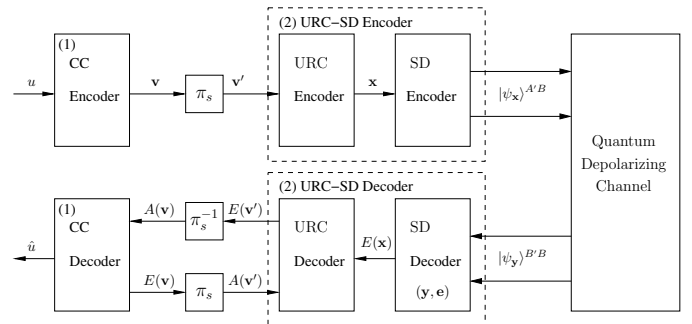 (2) URC−SD Encoder
(1)
CC
Encoder
u
v
π_s
v′
URC
Encoder
x
SD
Encoder
|ψ_x⟩^{A′B}
Quantum
Depolarizing
Channel
(2) URC−SD Decoder
(1)
CC
Decoder
û
A(v)
π_s^{−1}
E(v′)
E(v)
π_s
A(v′)
URC
Decoder
E(x)
SD
Decoder
(y, e)
|ψ_y⟩^{B′B}